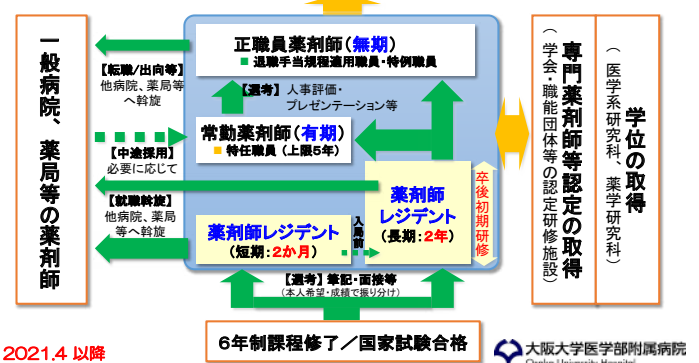 一般病院、薬局等の薬剤師
正職員薬剤師（無期）
■ 退職手当規程適用職員・特例職員
【転職/出向等】
他病院、薬局等
へ斡旋
【選考】 人事評価・
プレゼンテーション等
常勤薬剤師（有期）
■ 特任職員（上限5年）
【中途採用】
必要に応じて
【就職斡旋】
他病院、薬局
等へ斡旋
薬剤師レジデント
（短期：2か月）
入局前
薬剤師
レジデント
（長期：2年）
卒後初期研修
【選考】筆記・面接等
（本人希望・成績で振り分け）
6年制課程修了／国家試験合格
専門薬剤師等認定の取得
（学会・職能団体等の認定研修施設）
学位の取得
（医学系研究科、薬学研究科）
2021.4 以降
大阪大学医学部附属病院
Osaka University Hospital